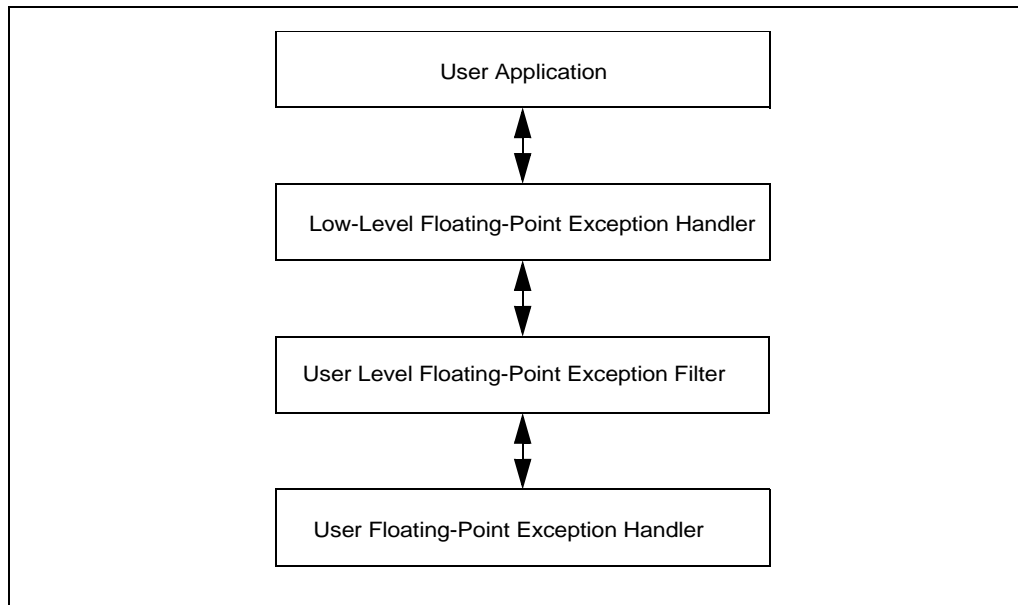 User Application
Low-Level Floating-Point Exception Handler
User Level Floating-Point Exception Filter
User Floating-Point Exception Handler